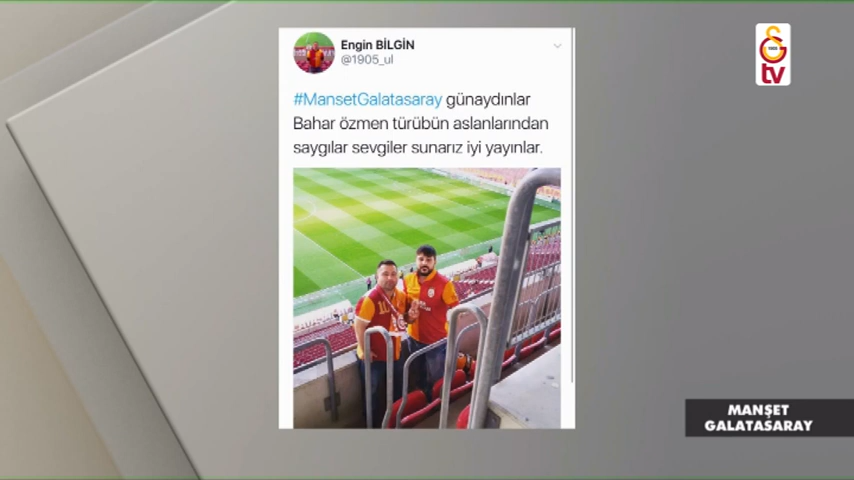 Engin BİLGİN
@1905_ul
#MansetGalatasaray günaydınlar
Bahar özmen türübün aslanlarından
saygılar sevgiler sunarız iyi yayınlar.
tv
MANŞET
GALATASARAY